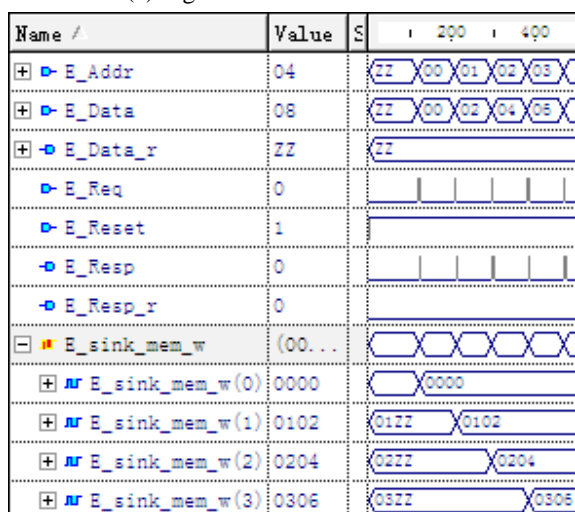 Name Value S 200 400
E_Addr 04 ZZ 00 01 02 03
E_Data 08 ZZ 00 02 04 06
E_Data_r ZZ ZZ
E_Req 0
E_Reset 1
E_Resp 0
E_Resp_r 0
E_sink_mem_w (00...
E_sink_mem_w(0) 0000 0000
E_sink_mem_w(1) 0102 01ZZ 0102
E_sink_mem_w(2) 0204 02ZZ 0204
E_sink_mem_w(3) 0306 03ZZ 0306